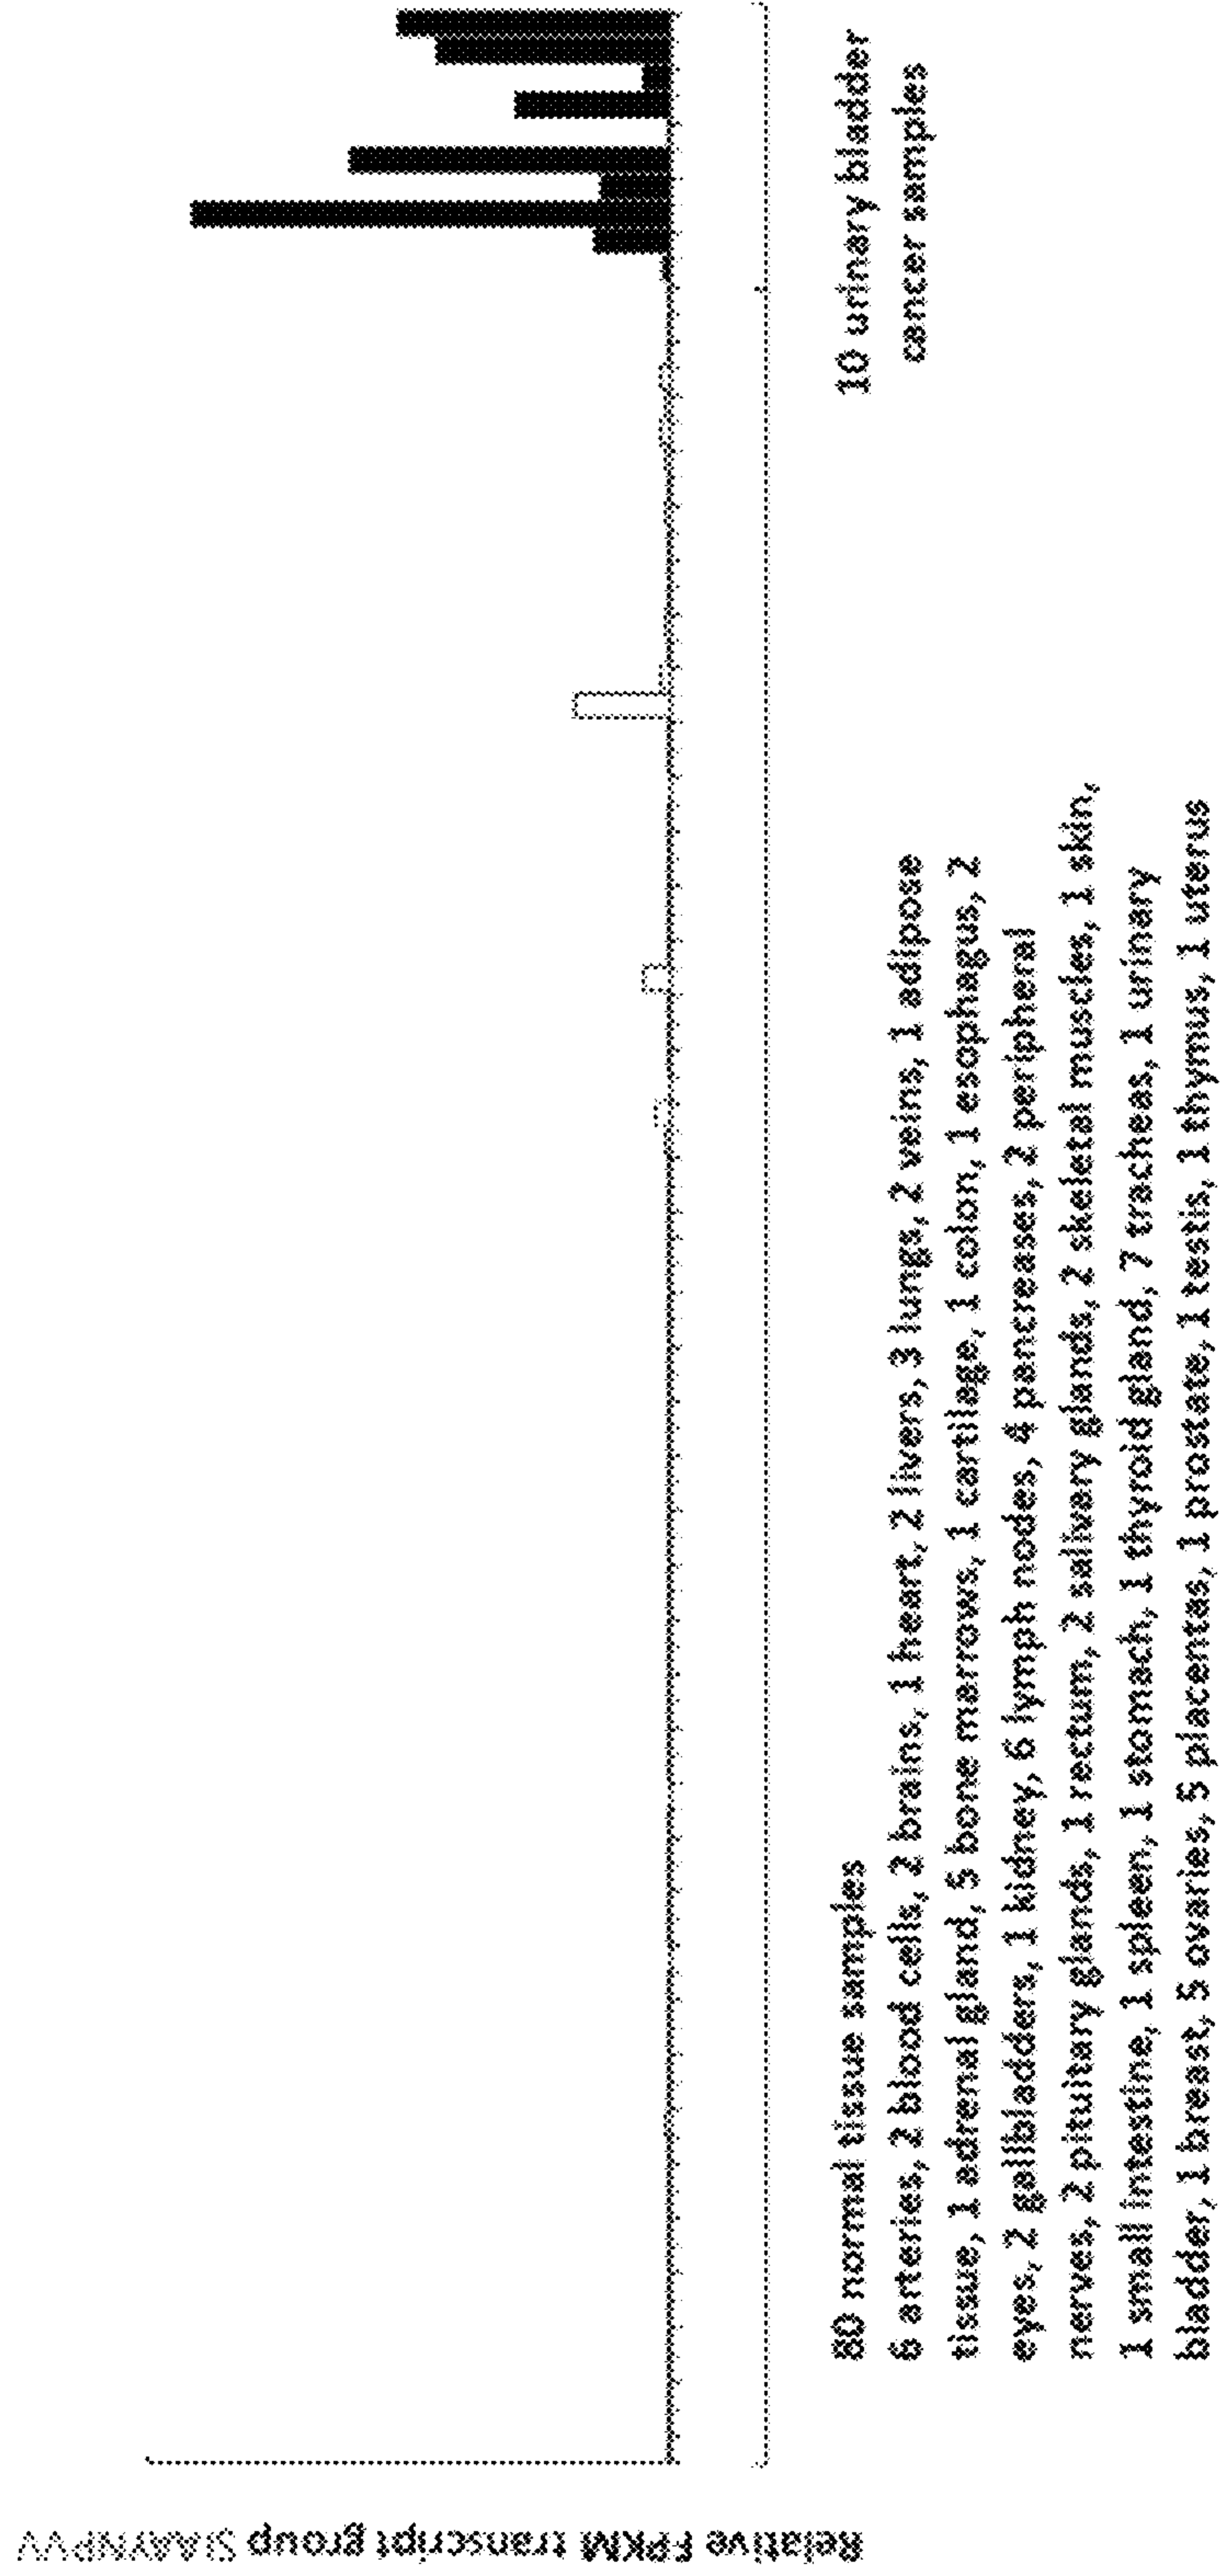 Relative FPKM transcript group SIAAYNPVV
80 normal tissue samples
6 arteries, 2 blood cells, 2 brains, 1 heart, 2 livers, 3 lungs, 2 veins, 1 adipose
tissue, 1 adrenal gland, 5 bone marrows, 1 cartilage, 1 colon, 1 esophagus, 2
eyes, 2 gallbladders, 1 kidney, 6 lymph nodes, 4 pancreases, 2 peripheral
nerves, 2 pituitary glands, 1 rectum, 2 salivary glands, 2 skeletal muscles, 1 skin,
1 small intestine, 1 spleen, 1 stomach, 1 thyroid gland, 7 tracheas, 1 urinary
bladder, 1 breast, 5 ovaries, 5 placentas, 1 prostate, 1 testis, 1 thymus, 1 uterus
10 urinary bladder
cancer samples